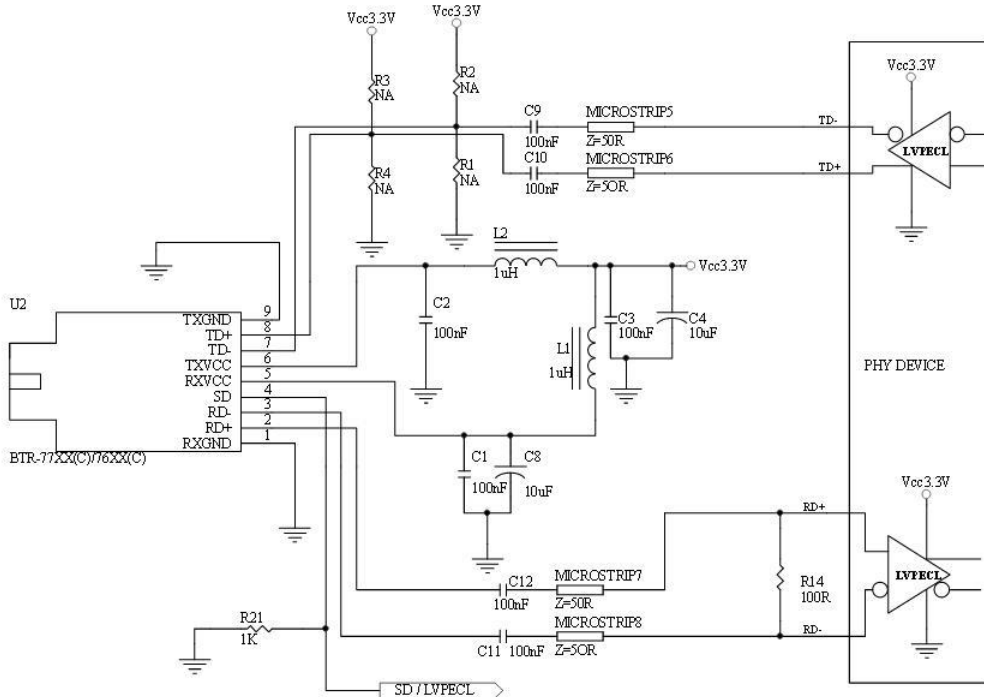 Vcc3.3V
Vcc3.3V
R3
NA
R2
NA
R4
NA
R1
NA
C9
100nF
MICROSTRIP5
Z=50R
C10
100nF
MICROSTRIP6
Z=5OR
TD-
TD+
Vcc3.3V
LVPECL
L2
1uH
Vcc3.3V
C2
100nF
C3
100nF
C4
10uF
L1
1uH
PHY DEVICE
U2
TXGND 9
TD+ 8
TD- 7
TXVCC 6
RXVCC 5
SD 4
RD- 3
RD+ 2
RXGND 1
BTR-77XX(C)/76XX(C)
C1
100nF
C8
10uF
Vcc3.3V
RD+
LVPECL
R14
100R
RD-
C12
100nF
MICROSTRIP7
Z=50R
C11
100nF
MICROSTRIP8
Z=5OR
R21
1K
SD / LVPECL